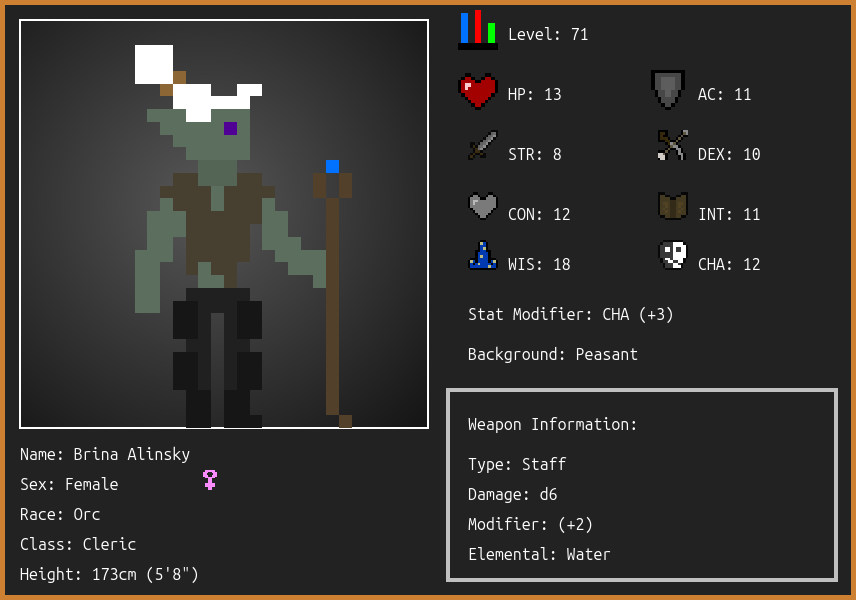 Level: 71
HP: 13
AC: 11
STR: 8
DEX: 10
CON: 12
INT: 11
WIS: 18
CHA: 12
Stat Modifier: CHA (+3)
Background: Peasant
Weapon Information:
Type: Staff
Damage: d6
Modifier: (+2)
Elemental: Water
Name: Brina Alinsky
Sex: Female
Race: Orc
Class: Cleric
Height: 173cm (5'8")